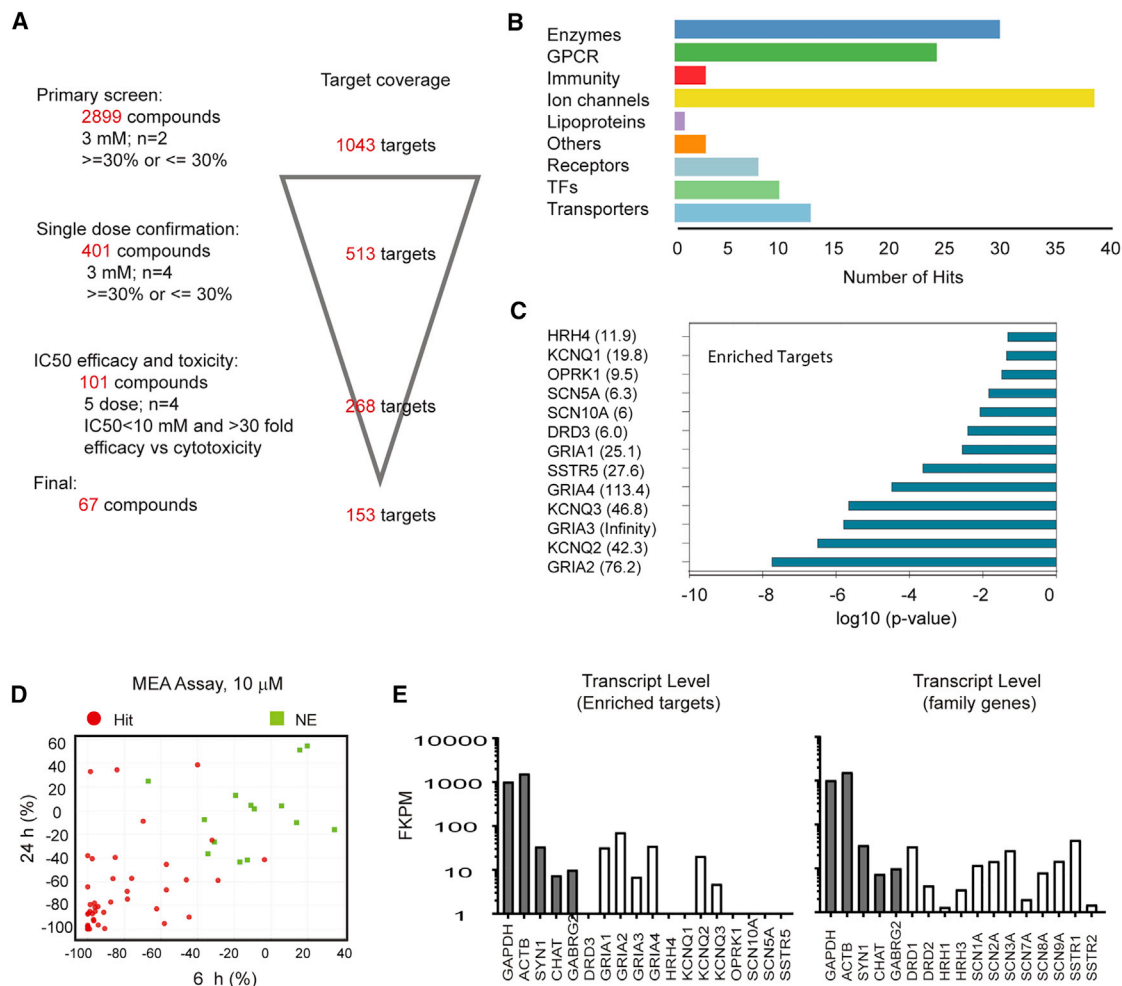 A
Target coverage
Primary screen:
2899 compounds
3 mM; n=2
>=30% or <= 30%
1043 targets
Single dose confirmation:
401 compounds
3 mM; n=4
>=30% or <= 30%
513 targets
IC50 efficacy and toxicity:
101 compounds
5 dose; n=4
IC50<10 mM and >30 fold
efficacy vs cytotoxicity
268 targets
Final:
67 compounds
153 targets
B
Enzymes
GPCR
Immunity
Ion channels
Lipoproteins
Others
Receptors
TFs
Transporters
0 5 10 15 20 25 30 35 40
Number of Hits
C
Enriched Targets
HRH4 (11.9)
KCNQ1 (19.8)
OPRK1 (9.5)
SCN5A (6.3)
SCN10A (6)
DRD3 (6.0)
GRIA1 (25.1)
SSTR5 (27.6)
GRIA4 (113.4)
KCNQ3 (46.8)
GRIA3 (Infinity)
KCNQ2 (42.3)
GRIA2 (76.2)
-10 -8 -6 -4 -2 0
log10 (p-value)
D
MEA Assay, 10 µM
Hit NE
60
40
20
0
-20
-40
-60
-80
-100
24 h (%)
-100 -80 -60 -40 -20 0 20 40
6 h (%)
E
Transcript Level
(Enriched targets)
10000
1000
100
10
1
FKPM
GAPDH
ACTB
SYN1
CHAT
GABRG2
DRD3
GRIA1
GRIA2
GRIA3
GRIA4
HRH4
KCNQ1
KCNQ2
KCNQ3
OPRK1
SCN10A
SCN5A
SSTR5
Transcript Level
(family genes)
GAPDH
ACTB
SYN1
CHAT
GABRG2
DRD1
DRD2
HRH1
HRH3
SCN1A
SCN2A
SCN3A
SCN7A
SCN8A
SCN9A
SSTR1
SSTR2